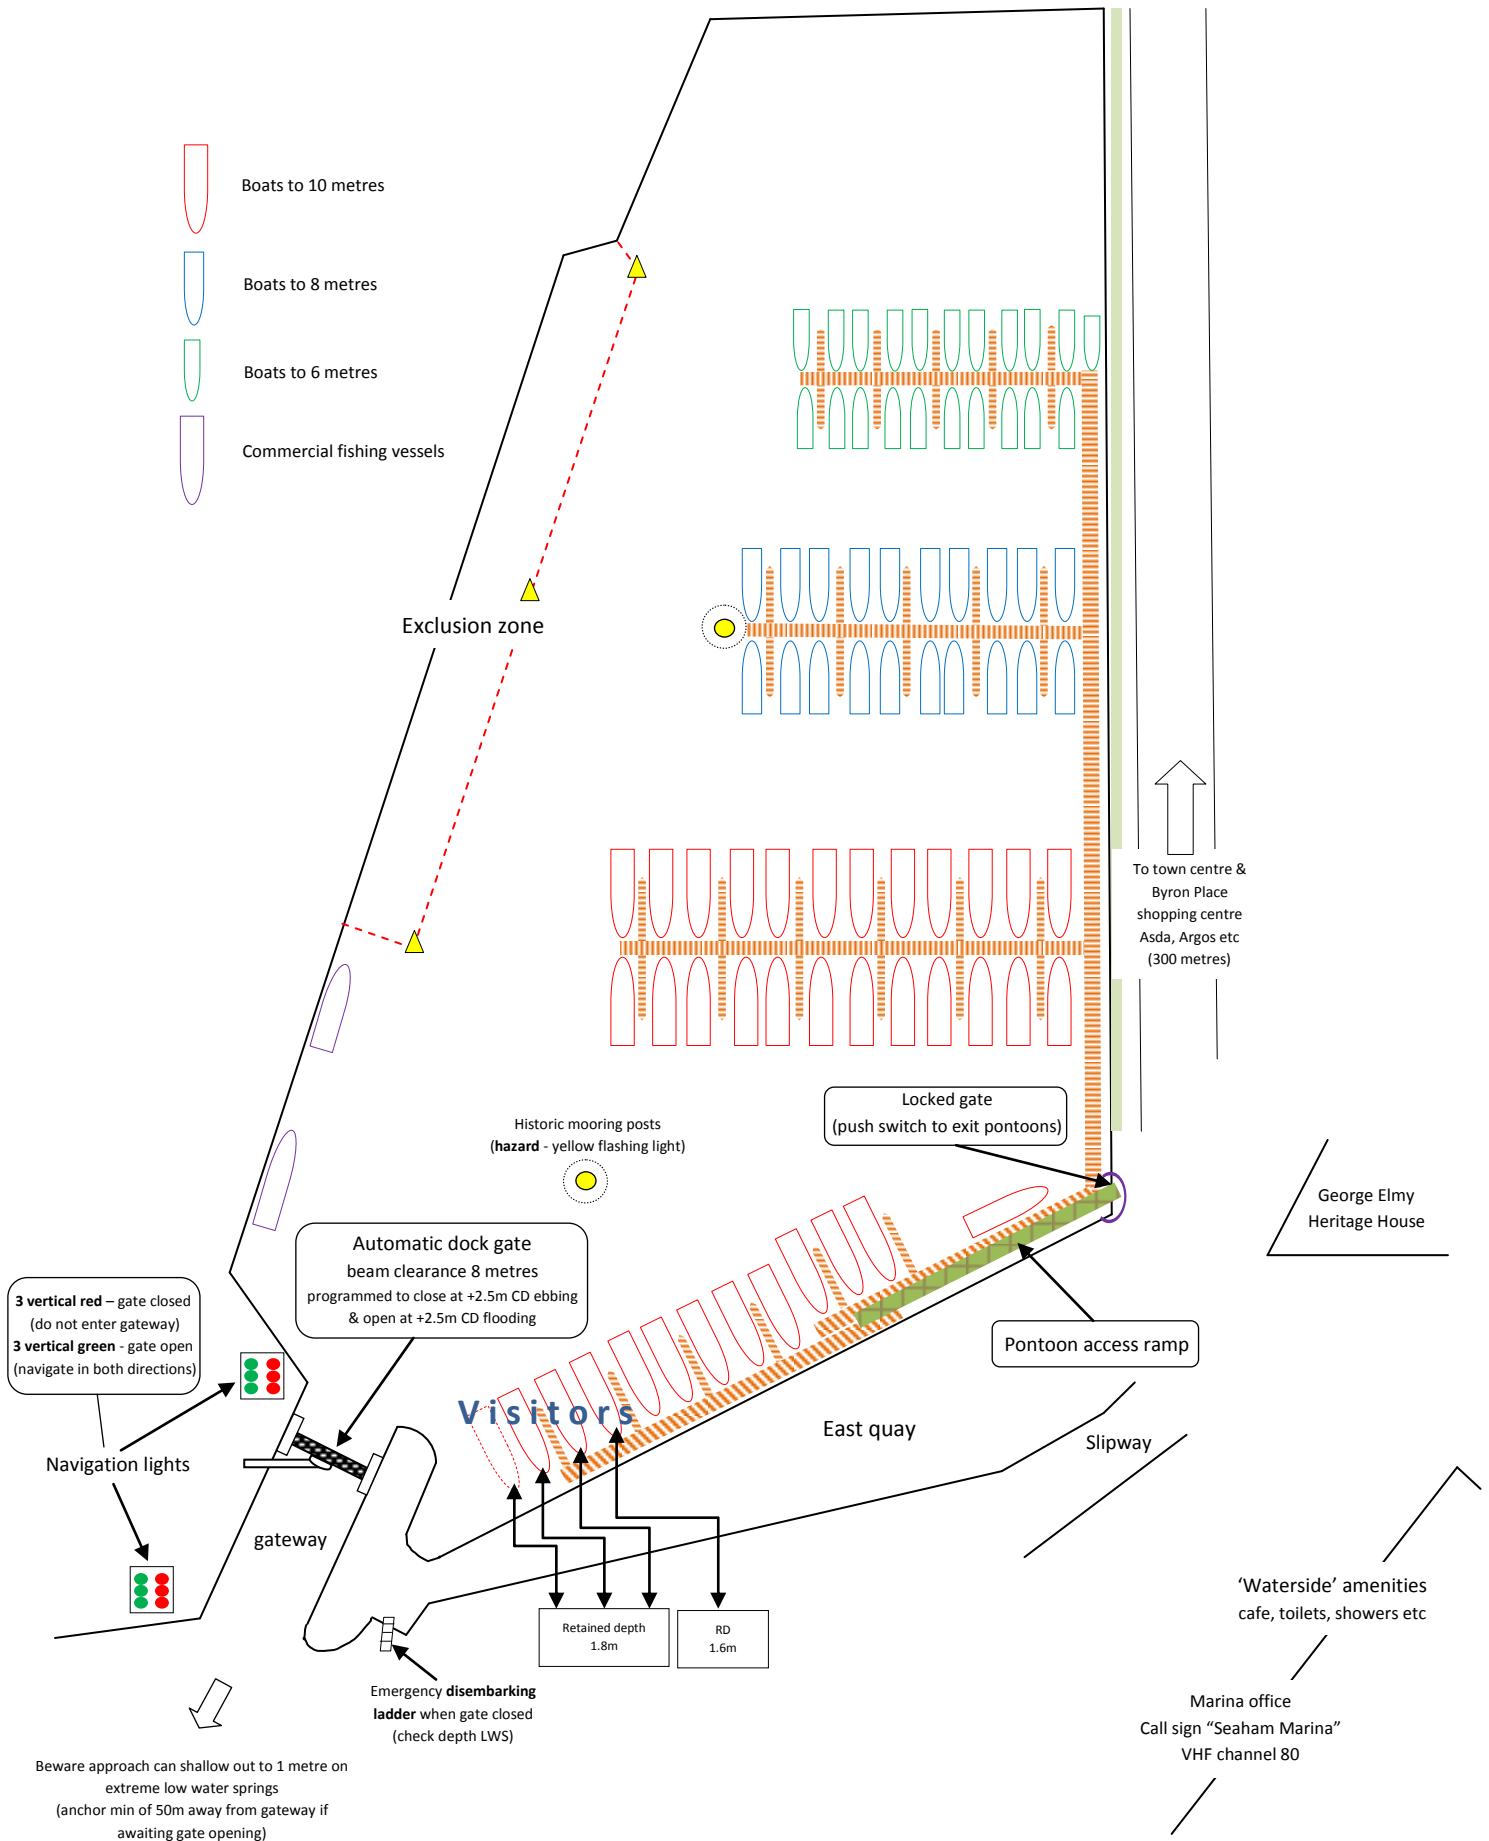 Boats to 10 metres
Boats to 8 metres
Boats to 6 metres
Commercial fishing vessels
Exclusion zone
To town centre &
Byron Place
shopping centre
Asda, Argos etc
(300 metres)
Locked gate
(push switch to exit pontoons)
Historic mooring posts
(hazard - yellow flashing light)
George Elmy
Heritage House
Automatic dock gate
beam clearance 8 metres
programmed to close at +2.5m CD ebbing
& open at +2.5m CD flooding
3 vertical red – gate closed
(do not enter gateway)
3 vertical green - gate open
(navigate in both directions)
Pontoon access ramp
Visitors
East quay
Slipway
Navigation lights
gateway
'Waterside' amenities
cafe, toilets, showers etc
Retained depth
1.8m
RD
1.6m
Emergency disembarking
ladder when gate closed
(check depth LWS)
Marina office
Call sign “Seaham Marina”
VHF channel 80
Beware approach can shallow out to 1 metre on
extreme low water springs
(anchor min of 50m away from gateway if
awaiting gate opening)